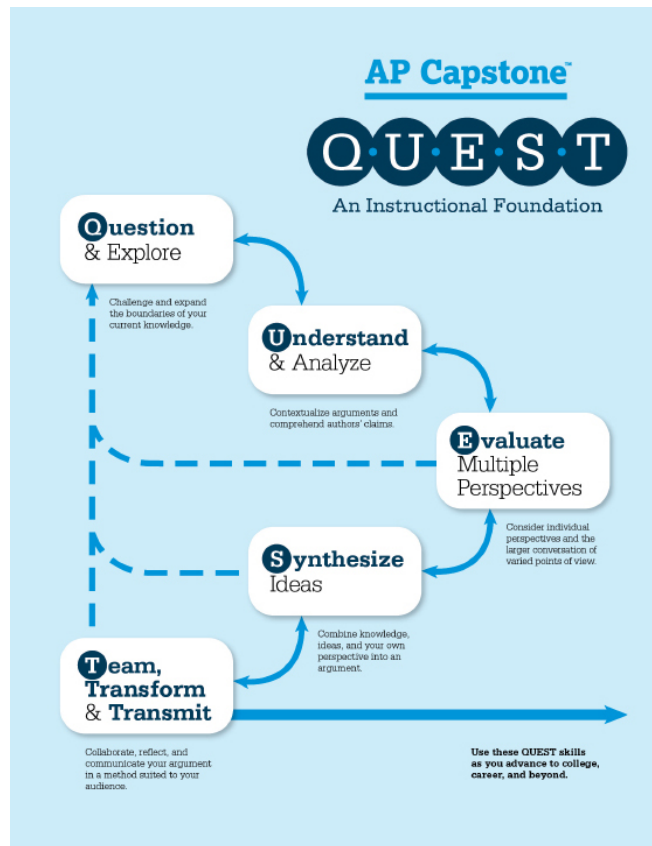 AP Capstone™
Q·U·E·S·T
An Instructional Foundation
Question
& Explore
Challenge and expand
the boundaries of your
current knowledge.
Understand
& Analyze
Contextualize arguments and
comprehend authors' claims.
Evaluate
Multiple
Perspectives
Consider individual
perspectives and the
larger conversation of
varied points of view.
Synthesize
Ideas
Combine knowledge,
ideas, and your own
perspective into an
argument.
Team,
Transform
& Transmit
Collaborate, reflect, and
communicate your argument
in a method suited to your
audience.
Use these QUEST skills
as you advance to college,
career, and beyond.